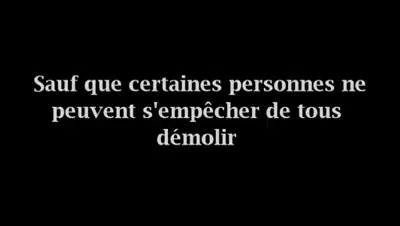 Sauf que certaines personnes ne
peuvent s'empêcher de tous
démolir